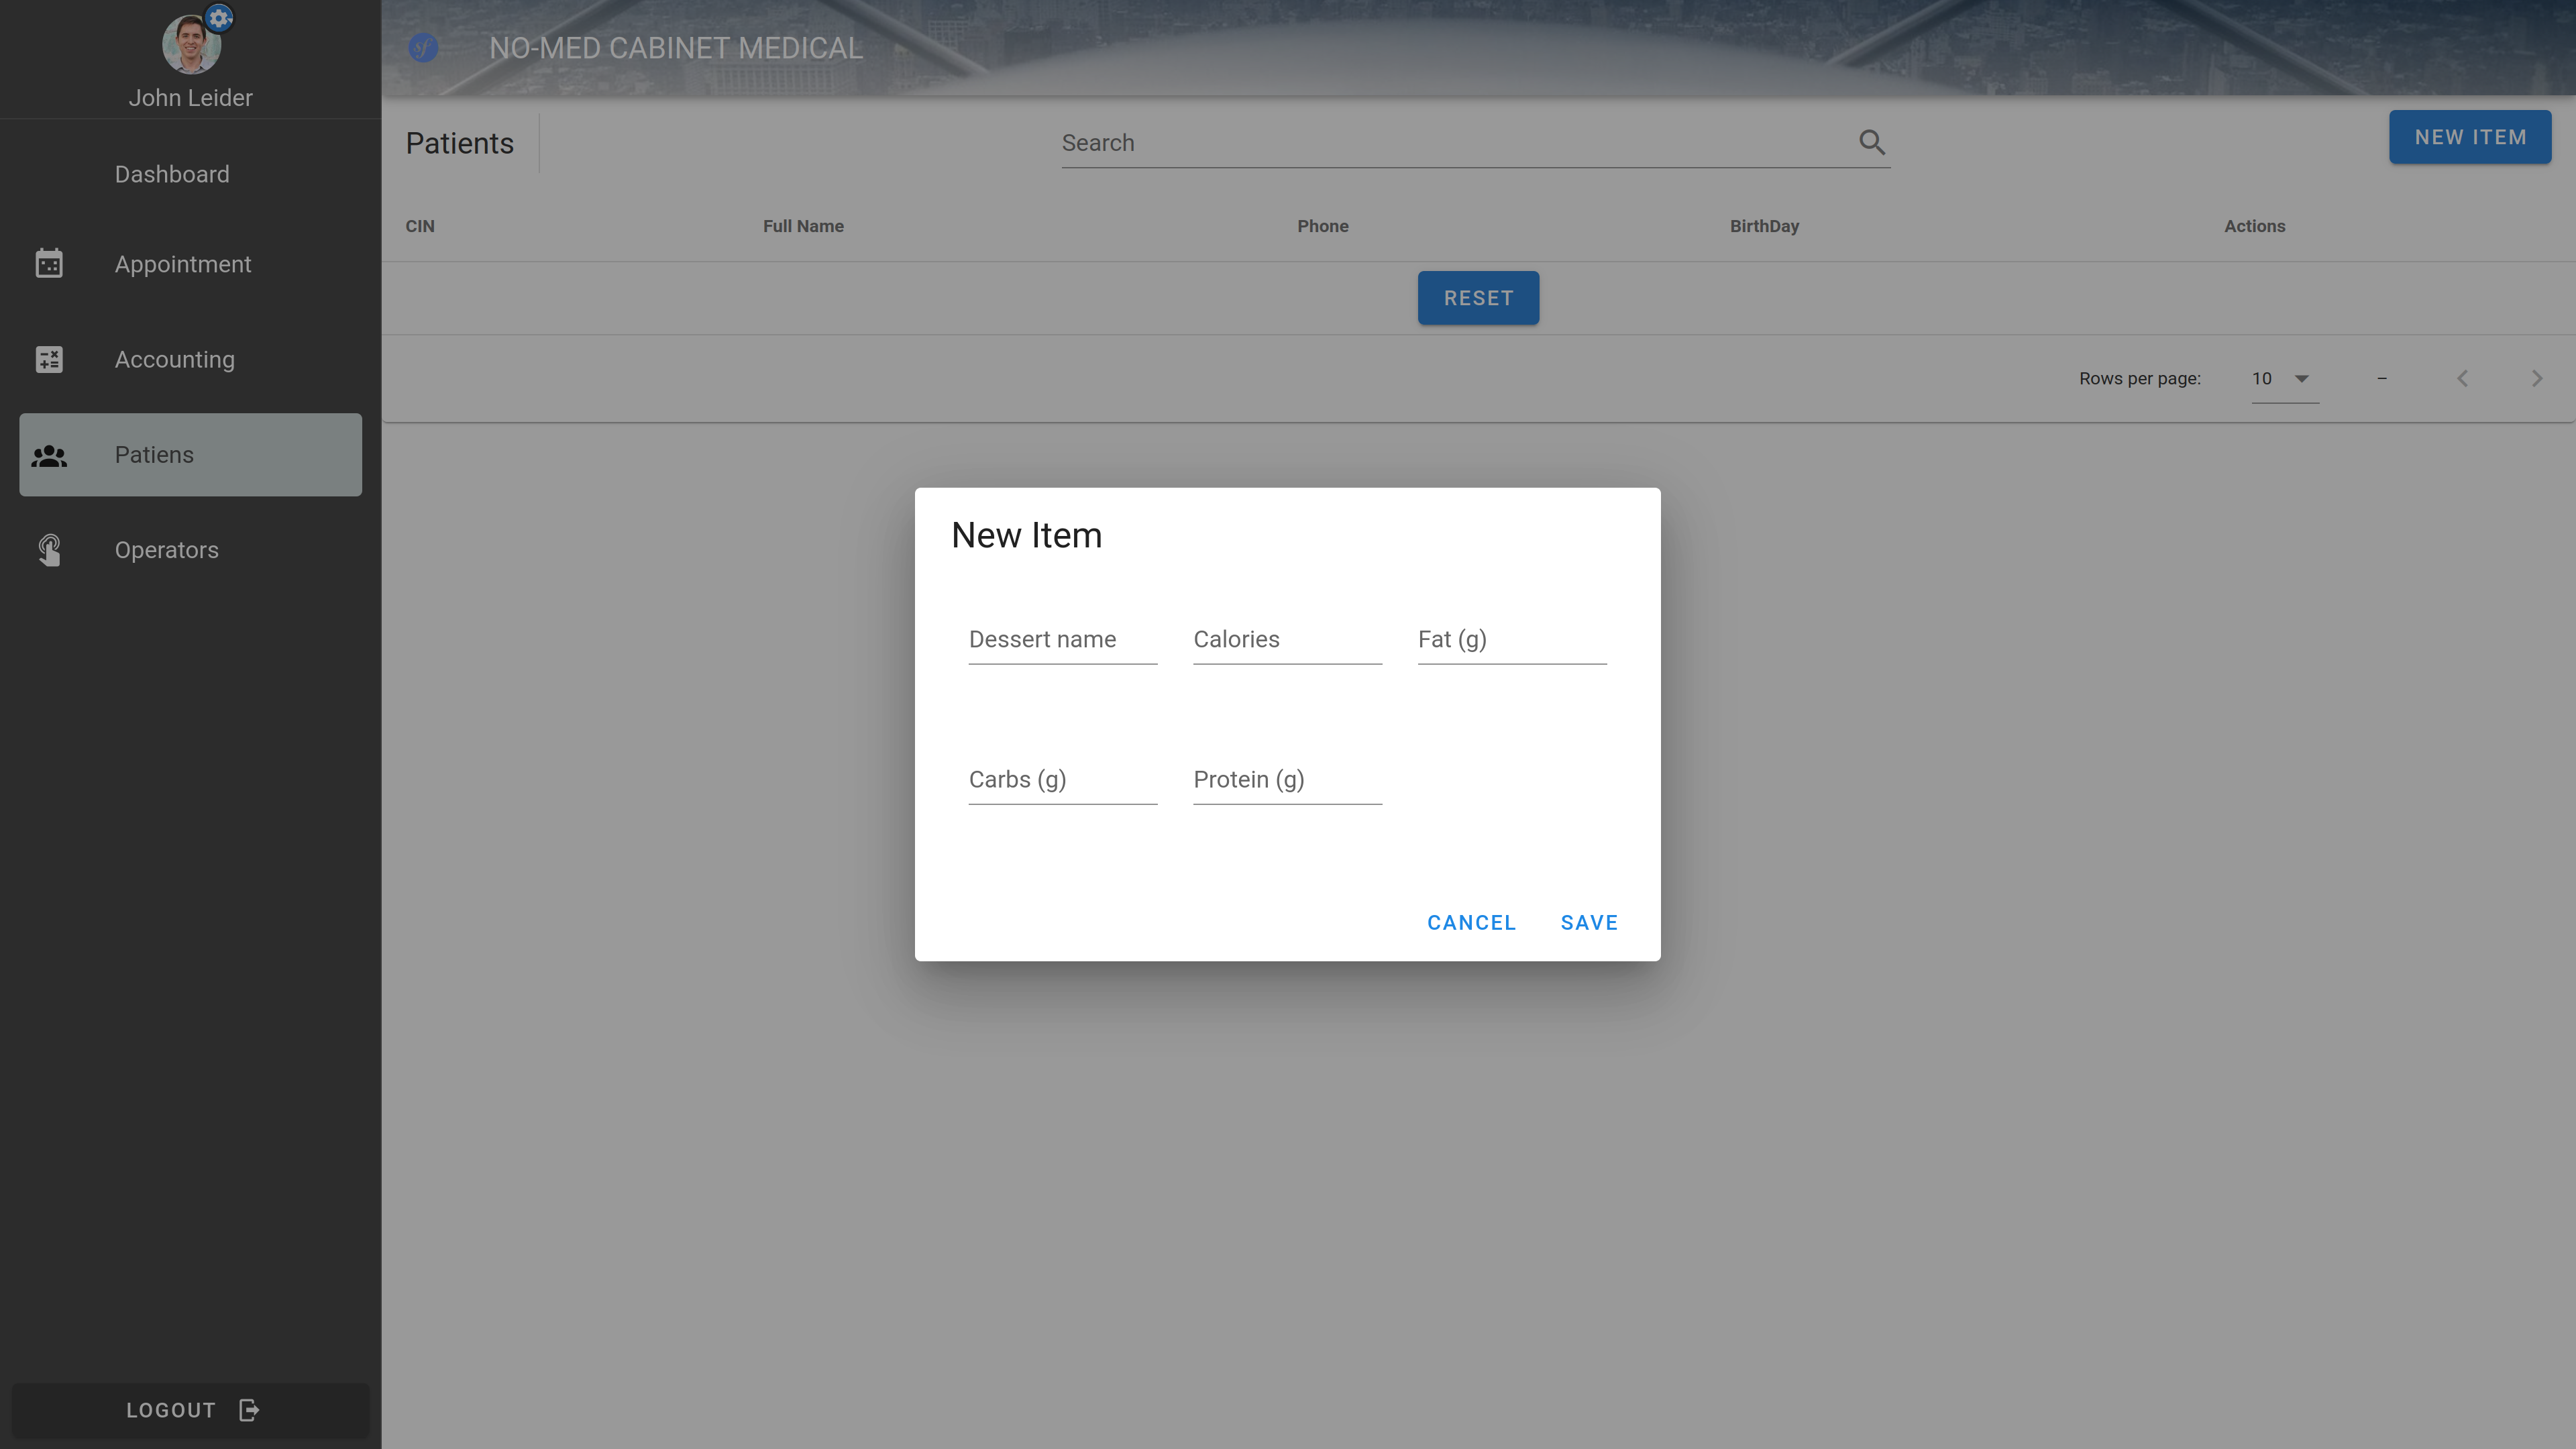 John Leider
Dashboard
Appointment
Accounting
Patiens
Operators
LOGOUT
sf NO-MED CABINET MEDICAL
Patients Search NEW ITEM
CIN Full Name Phone BirthDay Actions
RESET
Rows per page: 10 –
New Item
Dessert name Calories Fat (g)
Carbs (g) Protein (g)
CANCEL SAVE